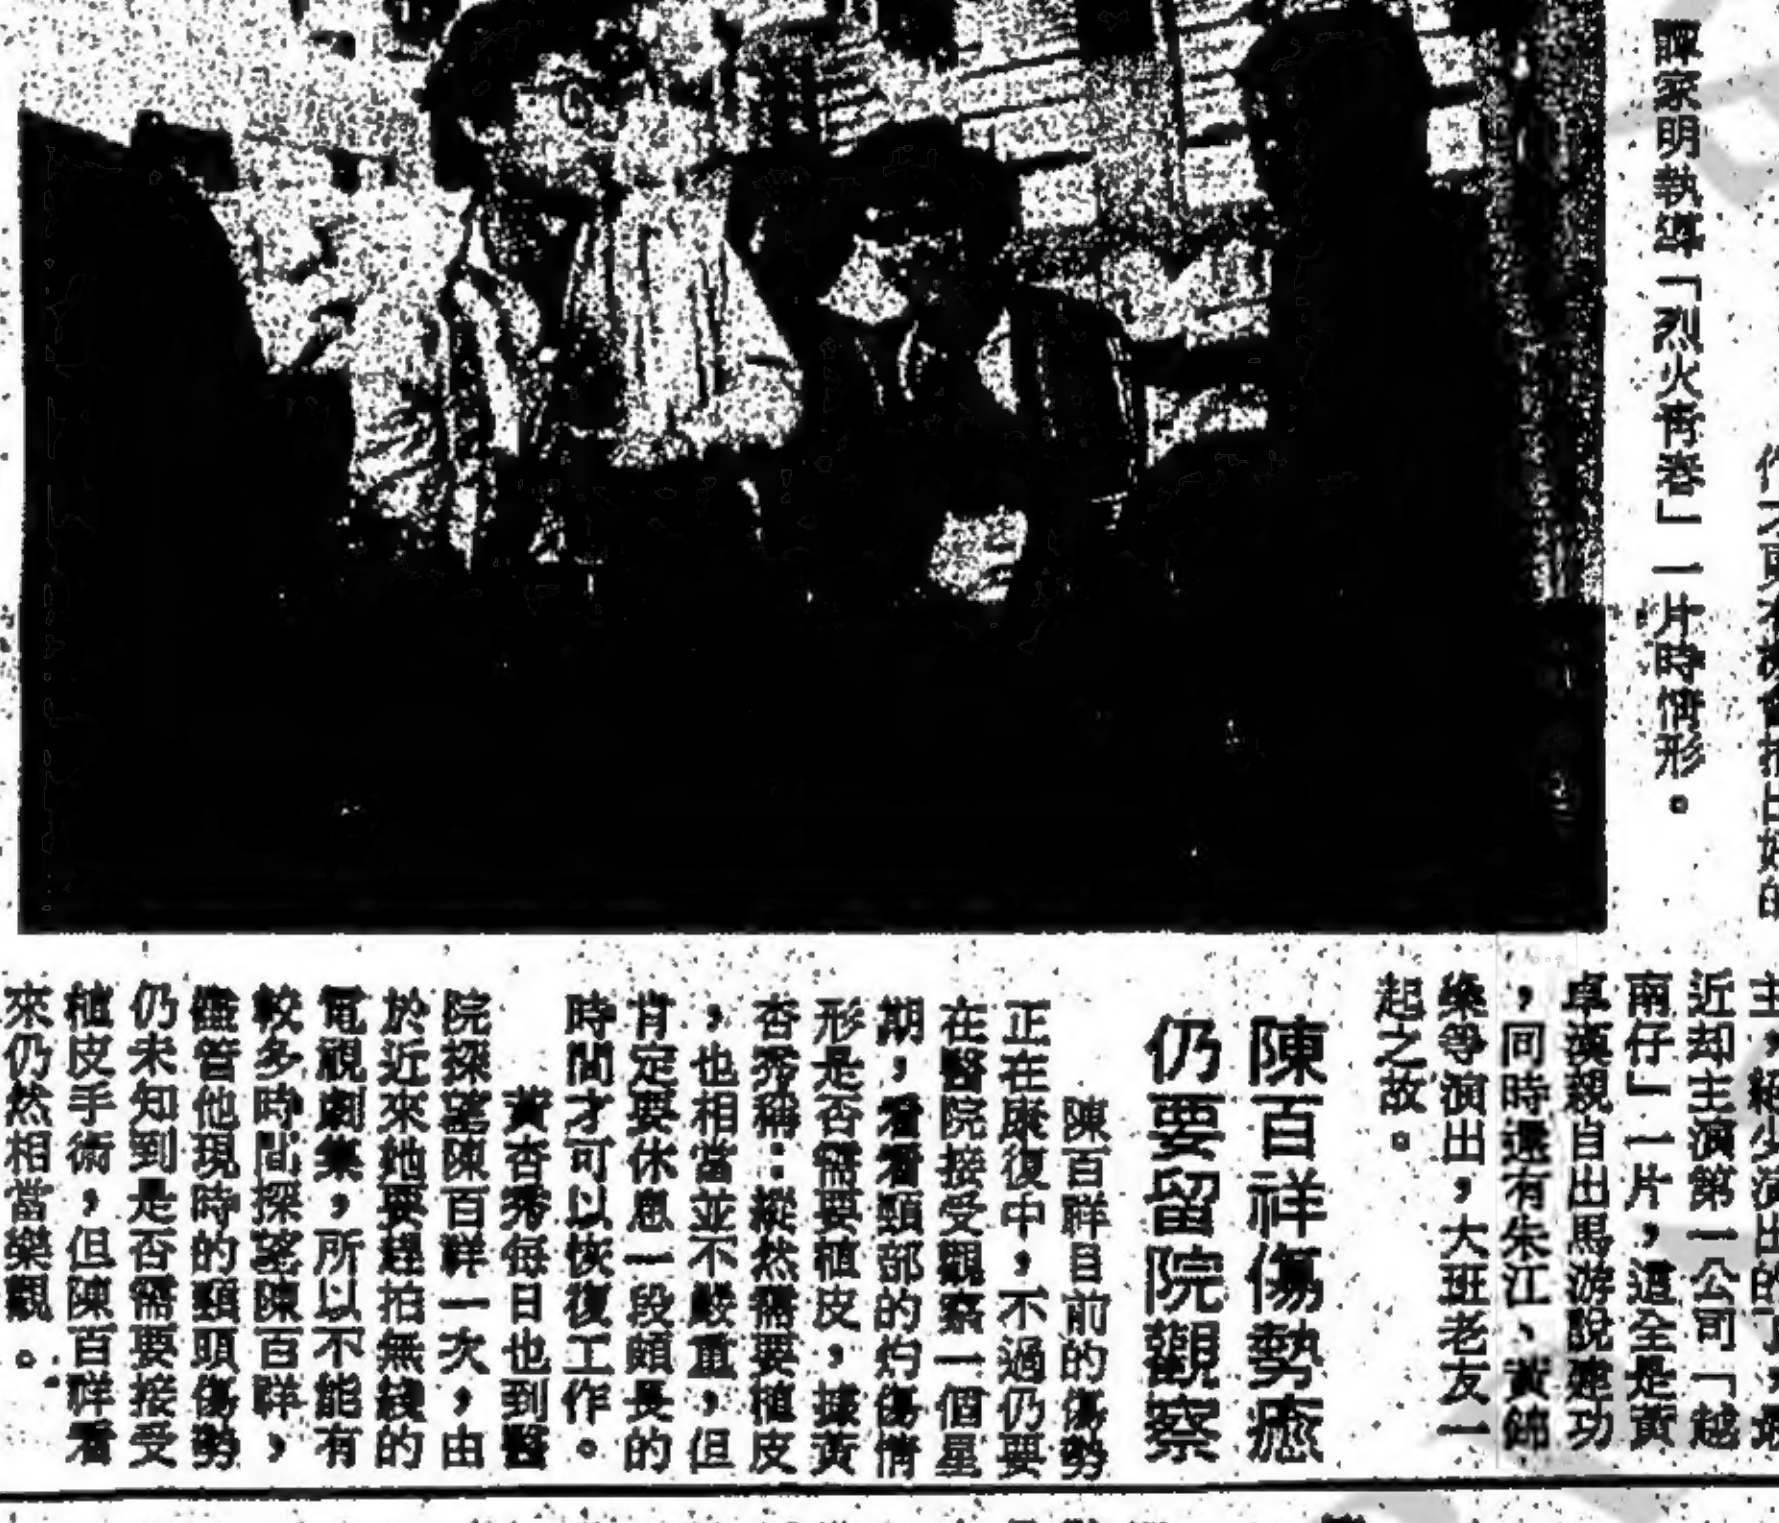 譚家明執導「烈火青春」一片時情形。
主,絕少演出的了,最
近却主演第一公司「越
南仔」一片,這全是黃
卓漢親自出馬游說建功
,同時還有朱江、黃錦
燊等演出,大班老友一
起之故。
陳百祥傷勢癒
仍要留院觀察
陳百祥目前的傷勢
正在康復中,不過仍要
在醫院接受觀察一個星
期,看看頸部的灼傷情
形是否需要植皮,據黃
杏秀稱:縱然需要植皮
,也相當並不嚴重,但
肯定要休息一段頗長的
時間才可以恢復工作。
黃杏秀每日也到醫
院探望陳百祥一次,由
於近來她要趕拍無綫的
電視劇集,所以不能有
較多時間探望陳百祥,
儘管他現時的頸頭傷勢
仍未知到是否需要接受
植皮手術,但陳百祥看
來仍然相當樂觀。